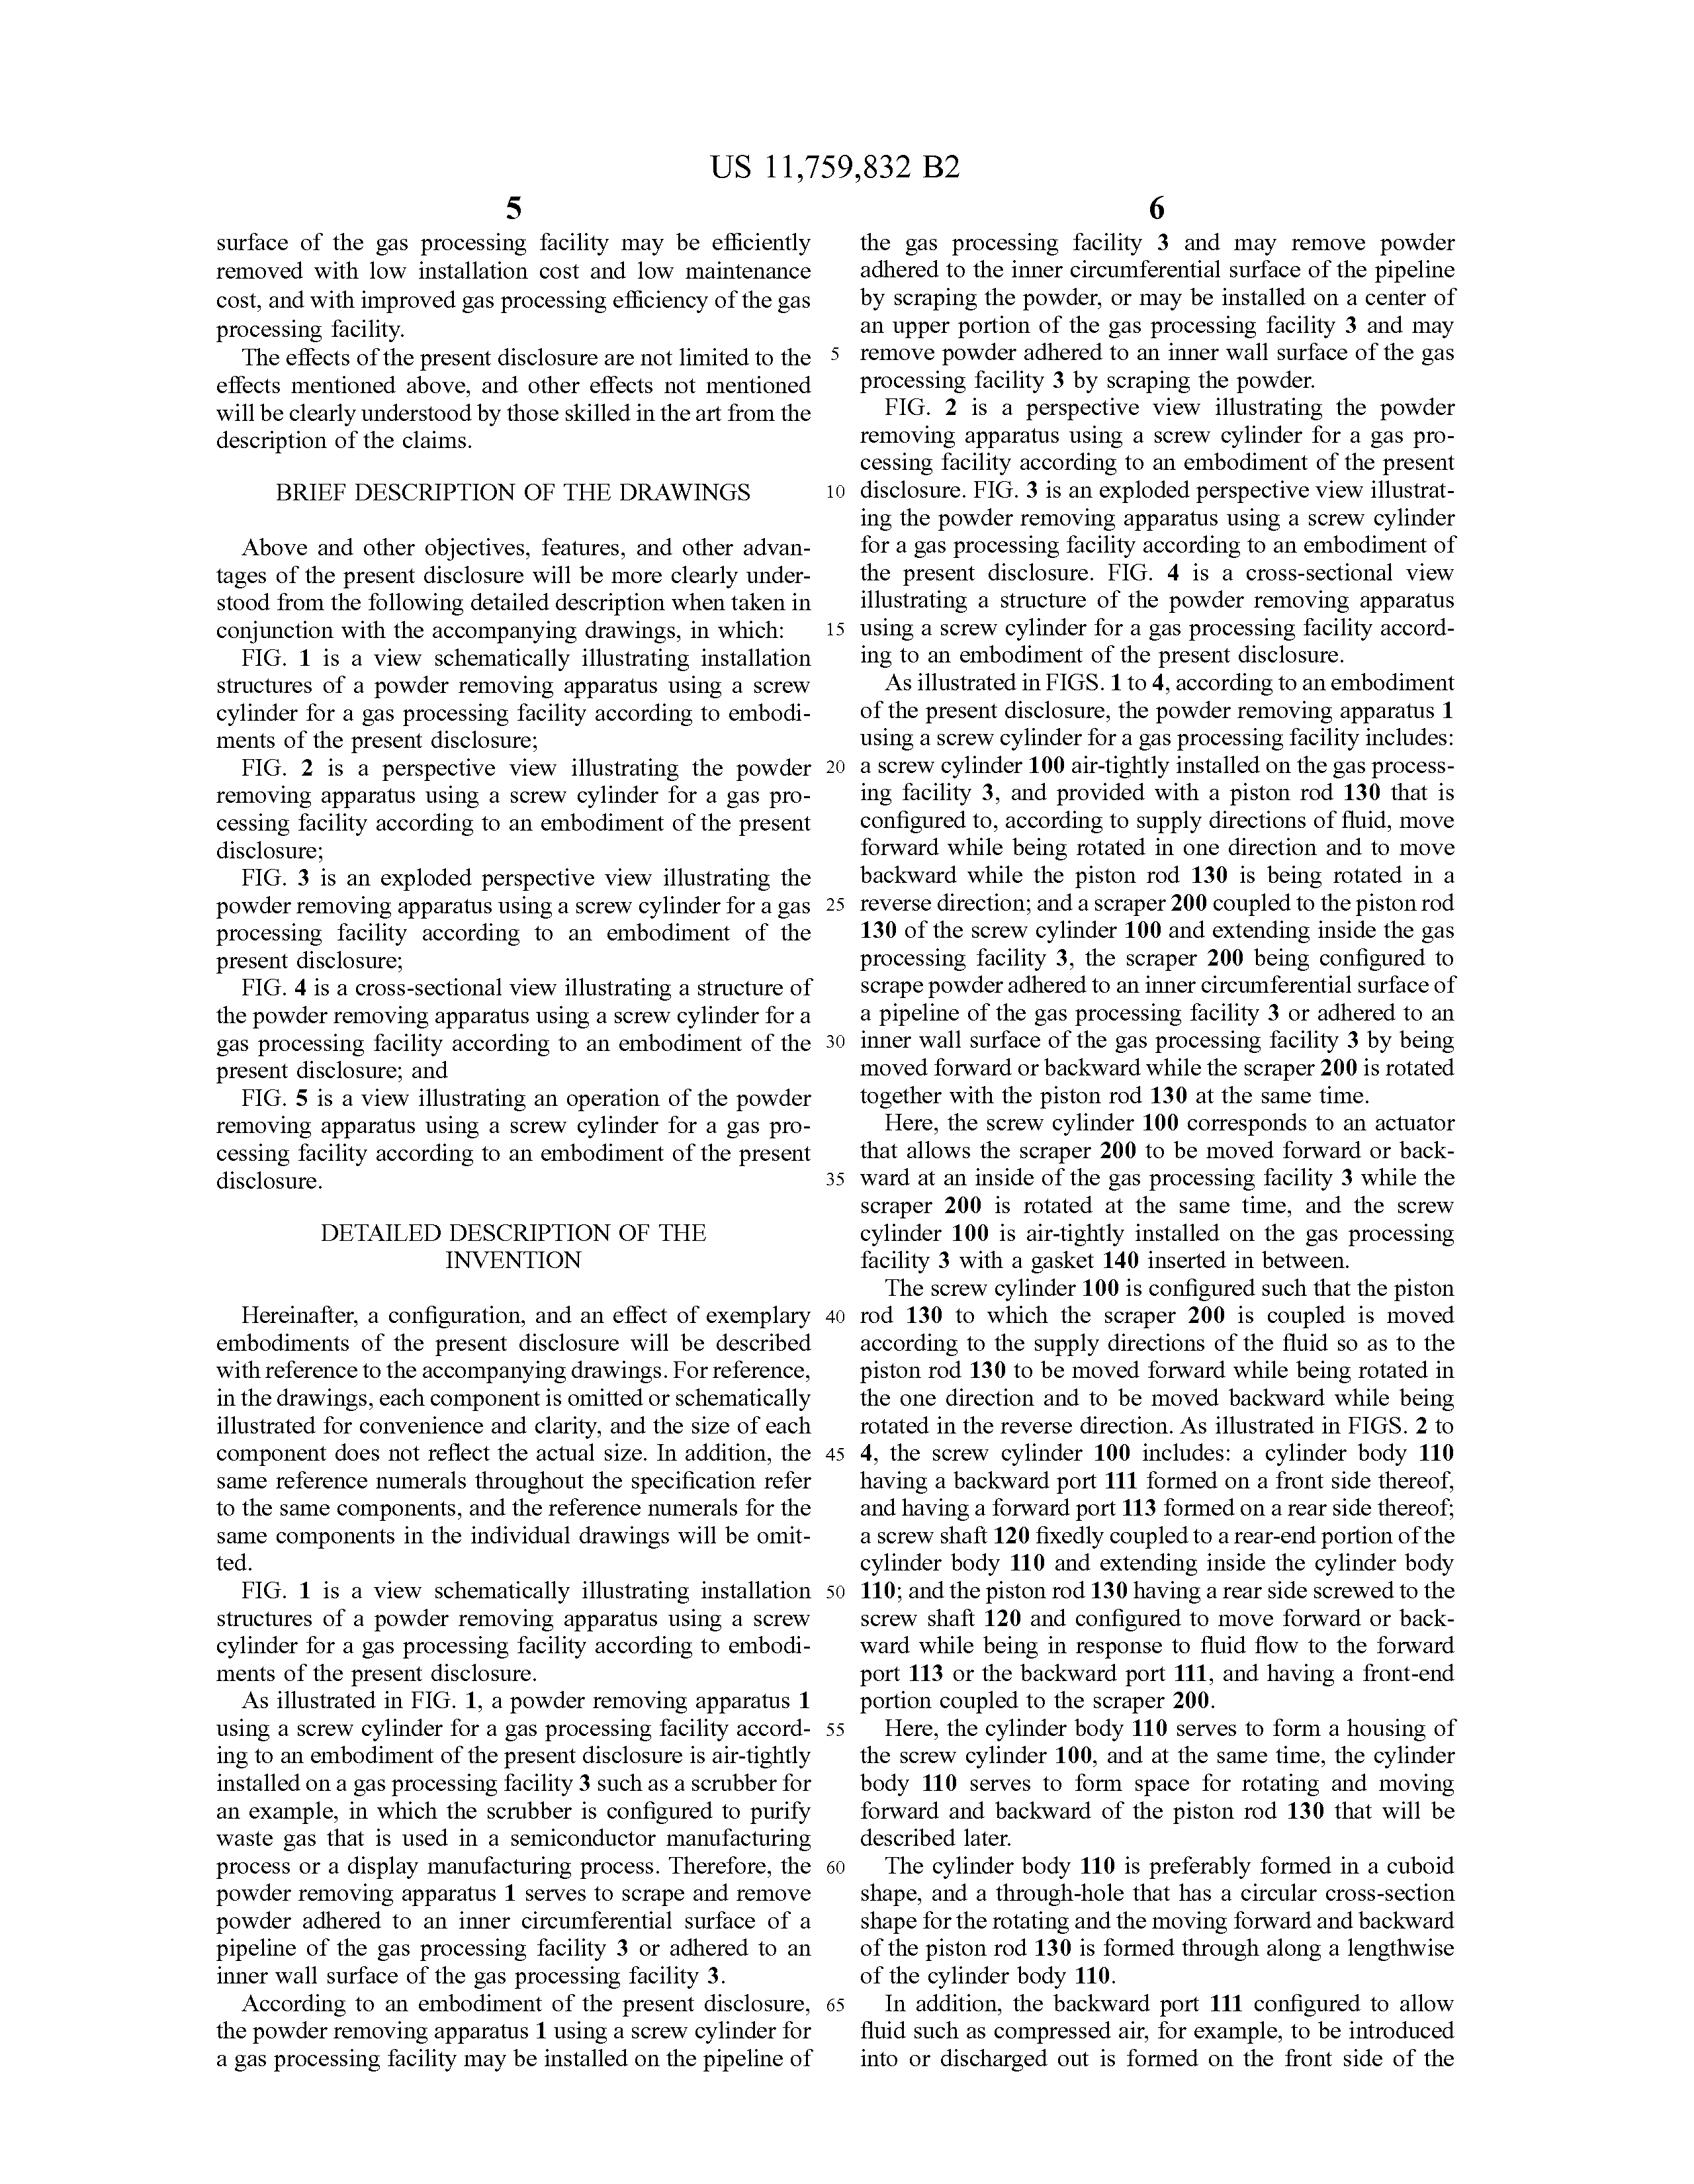 US 11,759,832 B2
5
surface of the gas processing facility may be efficiently
removed with low installation cost and low maintenance
cost, and with improved gas processing efficiency of the gas
processing facility.
The effects of the present disclosure are not limited to the
effects mentioned above, and other effects not mentioned
will be clearly understood by those skilled in the art from the
description of the claims.
BRIEF DESCRIPTION OF THE DRAWINGS
Above and other objectives, features, and other advan-
tages of the present disclosure will be more clearly under-
stood from the following detailed description when taken in
conjunction with the accompanying drawings, in which:
FIG. 1 is a view schematically illustrating installation
structures of a powder removing apparatus using a screw
cylinder for a gas processing facility according to embodi-
ments of the present disclosure;
FIG. 2 is a perspective view illustrating the powder
removing apparatus using a screw cylinder for a gas pro-
cessing facility according to an embodiment of the present
disclosure;
FIG. 3 is an exploded perspective view illustrating the
powder removing apparatus using a screw cylinder for a gas
processing facility according to an embodiment of the
present disclosure;
FIG. 4 is a cross-sectional view illustrating a structure of
the powder removing apparatus using a screw cylinder for a
gas processing facility according to an embodiment of the
present disclosure; and
FIG. 5 is a view illustrating an operation of the powder
removing apparatus using a screw cylinder for a gas pro-
cessing facility according to an embodiment of the present
disclosure.
DETAILED DESCRIPTION OF THE
INVENTION
Hereinafter, a configuration, and an effect of exemplary
embodiments of the present disclosure will be described
with reference to the accompanying drawings. For reference,
in the drawings, each component is omitted or schematically
illustrated for convenience and clarity, and the size of each
component does not reflect the actual size. In addition, the
same reference numerals throughout the specification refer
to the same components, and the reference numerals for the
same components in the individual drawings will be omit-
ted.
FIG. 1 is a view schematically illustrating installation
structures of a powder removing apparatus using a screw
cylinder for a gas processing facility according to embodi-
ments of the present disclosure.
As illustrated in FIG. 1, a powder removing apparatus 1
using a screw cylinder for a gas processing facility accord-
ing to an embodiment of the present disclosure is air-tightly
installed on a gas processing facility 3 such as a scrubber for
an example, in which the scrubber is configured to purify
waste gas that is used in a semiconductor manufacturing
process or a display manufacturing process. Therefore, the
powder removing apparatus 1 serves to scrape and remove
powder adhered to an inner circumferential surface of a
pipeline of the gas processing facility 3 or adhered to an
inner wall surface of the gas processing facility 3.
According to an embodiment of the present disclosure,
the powder removing apparatus 1 using a screw cylinder for
a gas processing facility may be installed on the pipeline of
6
the gas processing facility 3 and may remove powder
adhered to the inner circumferential surface of the pipeline
by scraping the powder, or may be installed on a center of
an upper portion of the gas processing facility 3 and may
5 remove powder adhered to an inner wall surface of the gas
processing facility 3 by scraping the powder.
FIG. 2 is a perspective view illustrating the powder
removing apparatus using a screw cylinder for a gas pro-
cessing facility according to an embodiment of the present
10 disclosure. FIG. 3 is an exploded perspective view illustrat-
ing the powder removing apparatus using a screw cylinder
for a gas processing facility according to an embodiment of
the present disclosure. FIG. 4 is a cross-sectional view
illustrating a structure of the powder removing apparatus
15 using a screw cylinder for a gas processing facility accord-
ing to an embodiment of the present disclosure.
As illustrated in FIGS. 1 to 4, according to an embodiment
of the present disclosure, the powder removing apparatus 1
using a screw cylinder for a gas processing facility includes:
20 a screw cylinder 100 air-tightly installed on the gas process-
ing facility 3, and provided with a piston rod 130 that is
configured to, according to supply directions of fluid, move
forward while being rotated in one direction and to move
backward while the piston rod 130 is being rotated in a
25 reverse direction; and a scraper 200 coupled to the piston rod
130 of the screw cylinder 100 and extending inside the gas
processing facility 3, the scraper 200 being configured to
scrape powder adhered to an inner circumferential surface of
a pipeline of the gas processing facility 3 or adhered to an
30 inner wall surface of the gas processing facility 3 by being
moved forward or backward while the scraper 200 is rotated
together with the piston rod 130 at the same time.
Here, the screw cylinder 100 corresponds to an actuator
that allows the scraper 200 to be moved forward or back-
35 ward at an inside of the gas processing facility 3 while the
scraper 200 is rotated at the same time, and the screw
cylinder 100 is air-tightly installed on the gas processing
facility 3 with a gasket 140 inserted in between.
The screw cylinder 100 is configured such that the piston
40 rod 130 to which the scraper 200 is coupled is moved
according to the supply directions of the fluid so as to the
piston rod 130 to be moved forward while being rotated in
the one direction and to be moved backward while being
rotated in the reverse direction. As illustrated in FIGS. 2 to
45 4, the screw cylinder 100 includes: a cylinder body 110
having a backward port 111 formed on a front side thereof,
and having a forward port 113 formed on a rear side thereof;
a screw shaft 120 fixedly coupled to a rear-end portion of the
cylinder body 110 and extending inside the cylinder body
50 110; and the piston rod 130 having a rear side screwed to the
screw shaft 120 and configured to move forward or back-
ward while being in response to fluid flow to the forward
port 113 or the backward port 111, and having a front-end
portion coupled to the scraper 200.
55 Here, the cylinder body 110 serves to form a housing of
the screw cylinder 100, and at the same time, the cylinder
body 110 serves to form space for rotating and moving
forward and backward of the piston rod 130 that will be
described later.
60 The cylinder body 110 is preferably formed in a cuboid
shape, and a through-hole that has a circular cross-section
shape for the rotating and the moving forward and backward
of the piston rod 130 is formed through along a lengthwise
of the cylinder body 110.
65 In addition, the backward port 111 configured to allow
fluid such as compressed air, for example, to be introduced
into or discharged out is formed on the front side of the